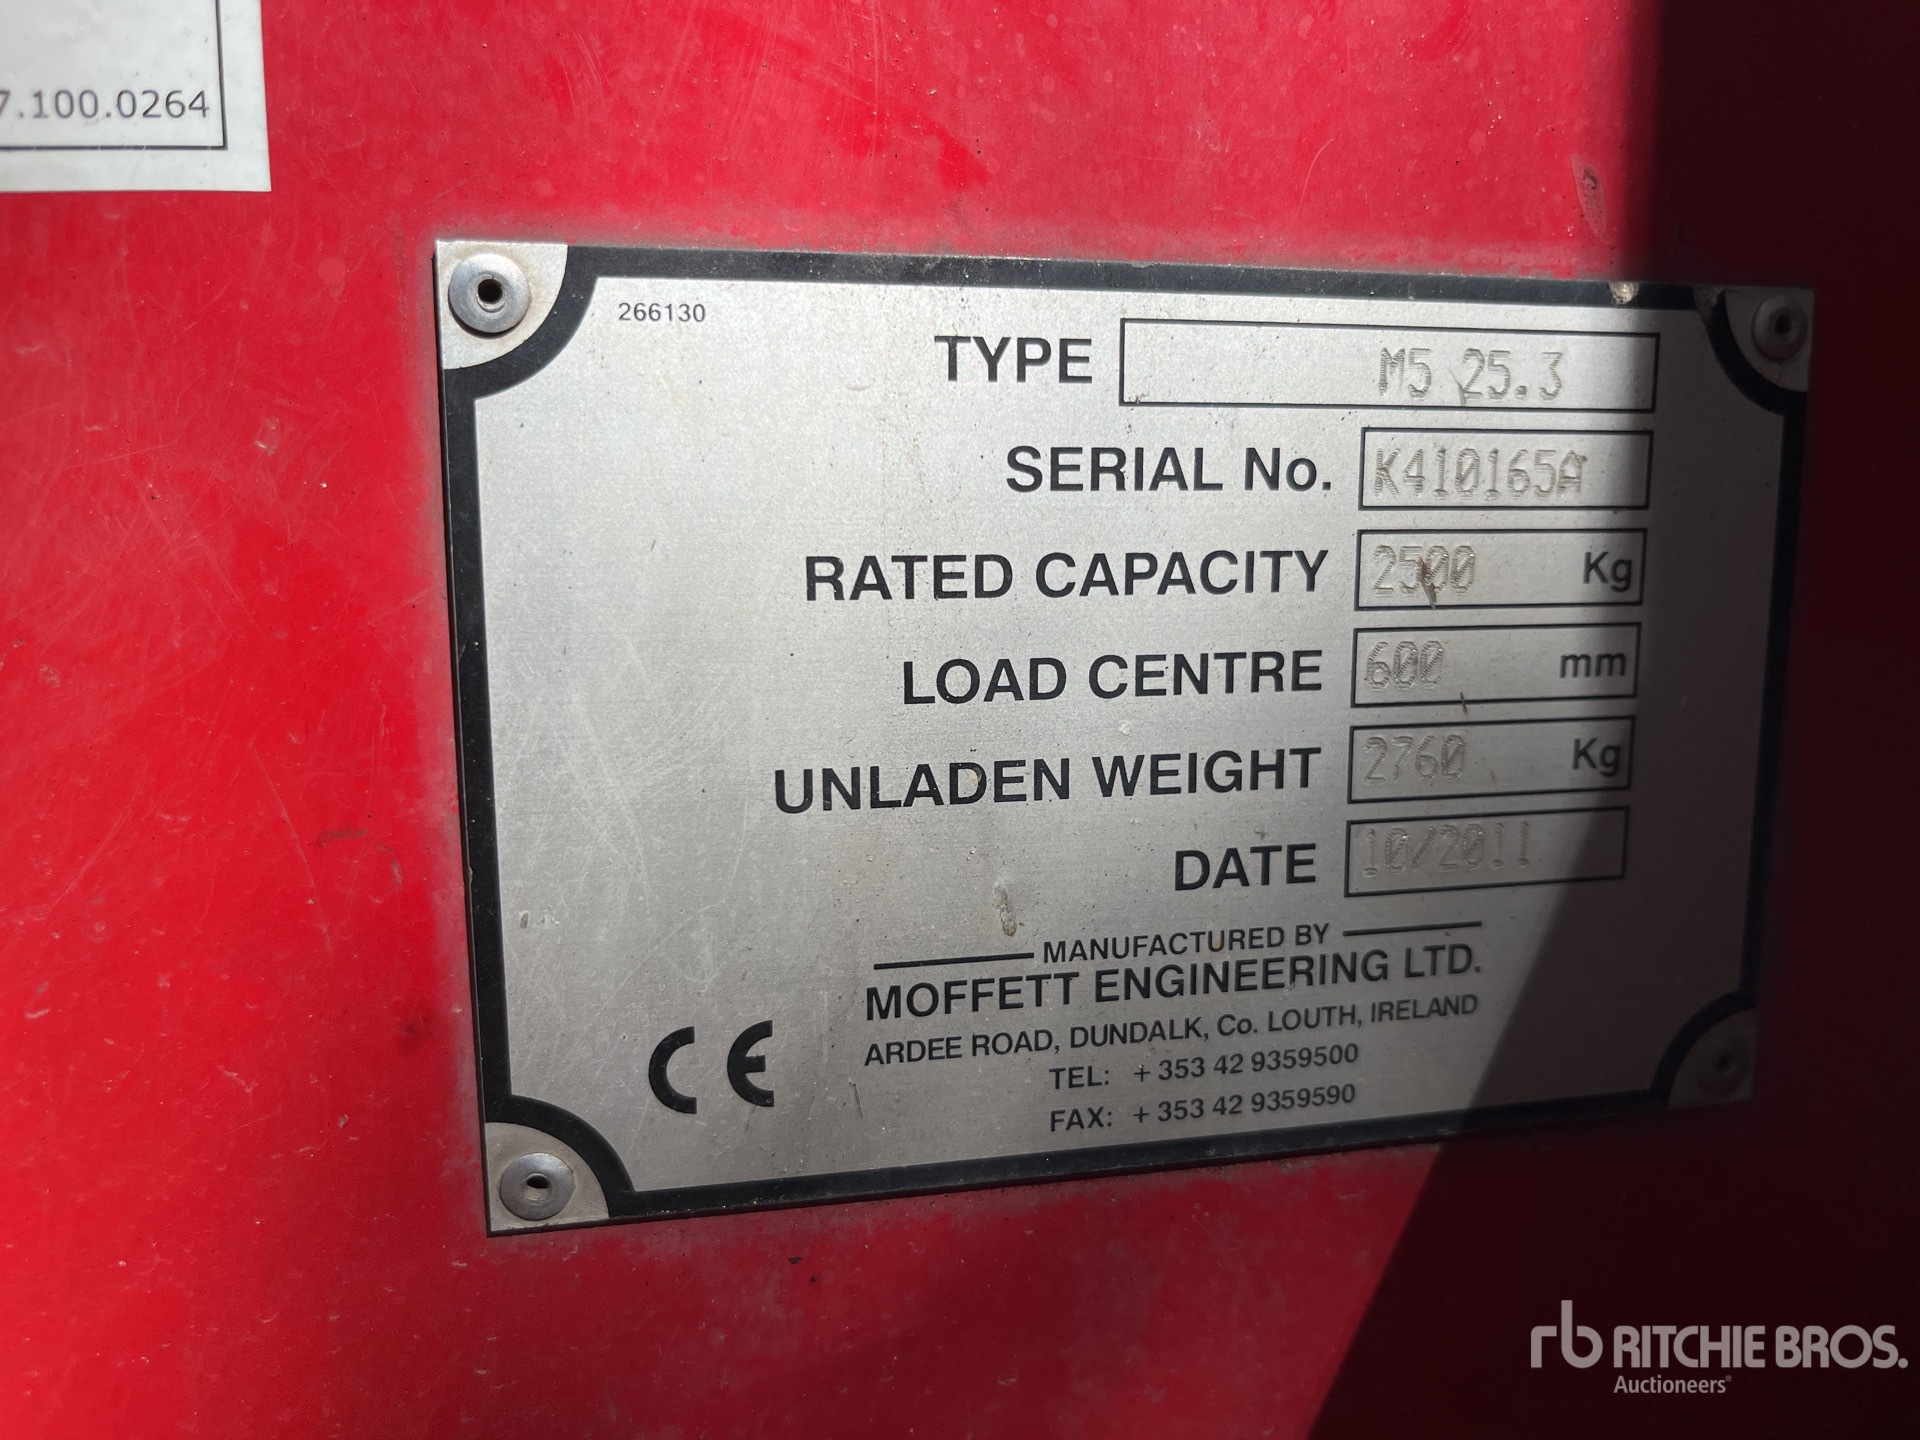 7.100.0264
266130
TYPE M5 25.3
SERIAL No. K410165A
RATED CAPACITY 2500 Kg
LOAD CENTRE 600 mm
UNLADEN WEIGHT 2760 Kg
DATE 10/2011
MANUFACTURED BY
MOFFETT ENGINEERING LTD.
ARDEE ROAD, DUNDALK, Co. LOUTH, IRELAND
TEL: + 353 42 9359500
FAX: + 353 42 9359590
CE
rb RITCHIE BROS.
Auctioneers